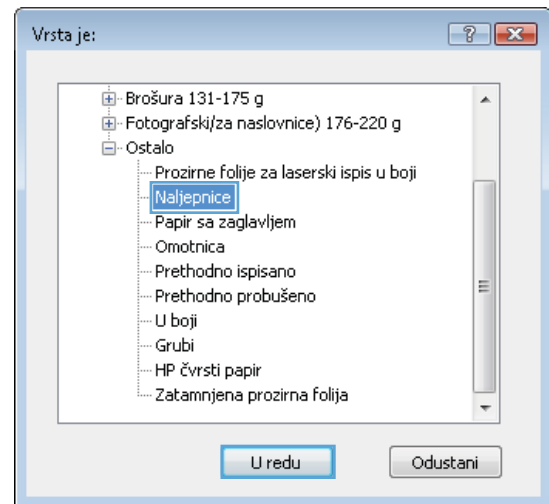 Vrsta je:
Brošura 131-175 g
Fotografski/za naslovnice) 176-220 g
Ostalo
Prozirne folije za laserski ispis u boji
Naljepnice
Papir sa zaglavljem
Omotnica
Prethodno ispisano
Prethodno probušeno
U boji
Grubi
HP čvrsti papir
Zatamnjena prozirna folija
U redu Odustani